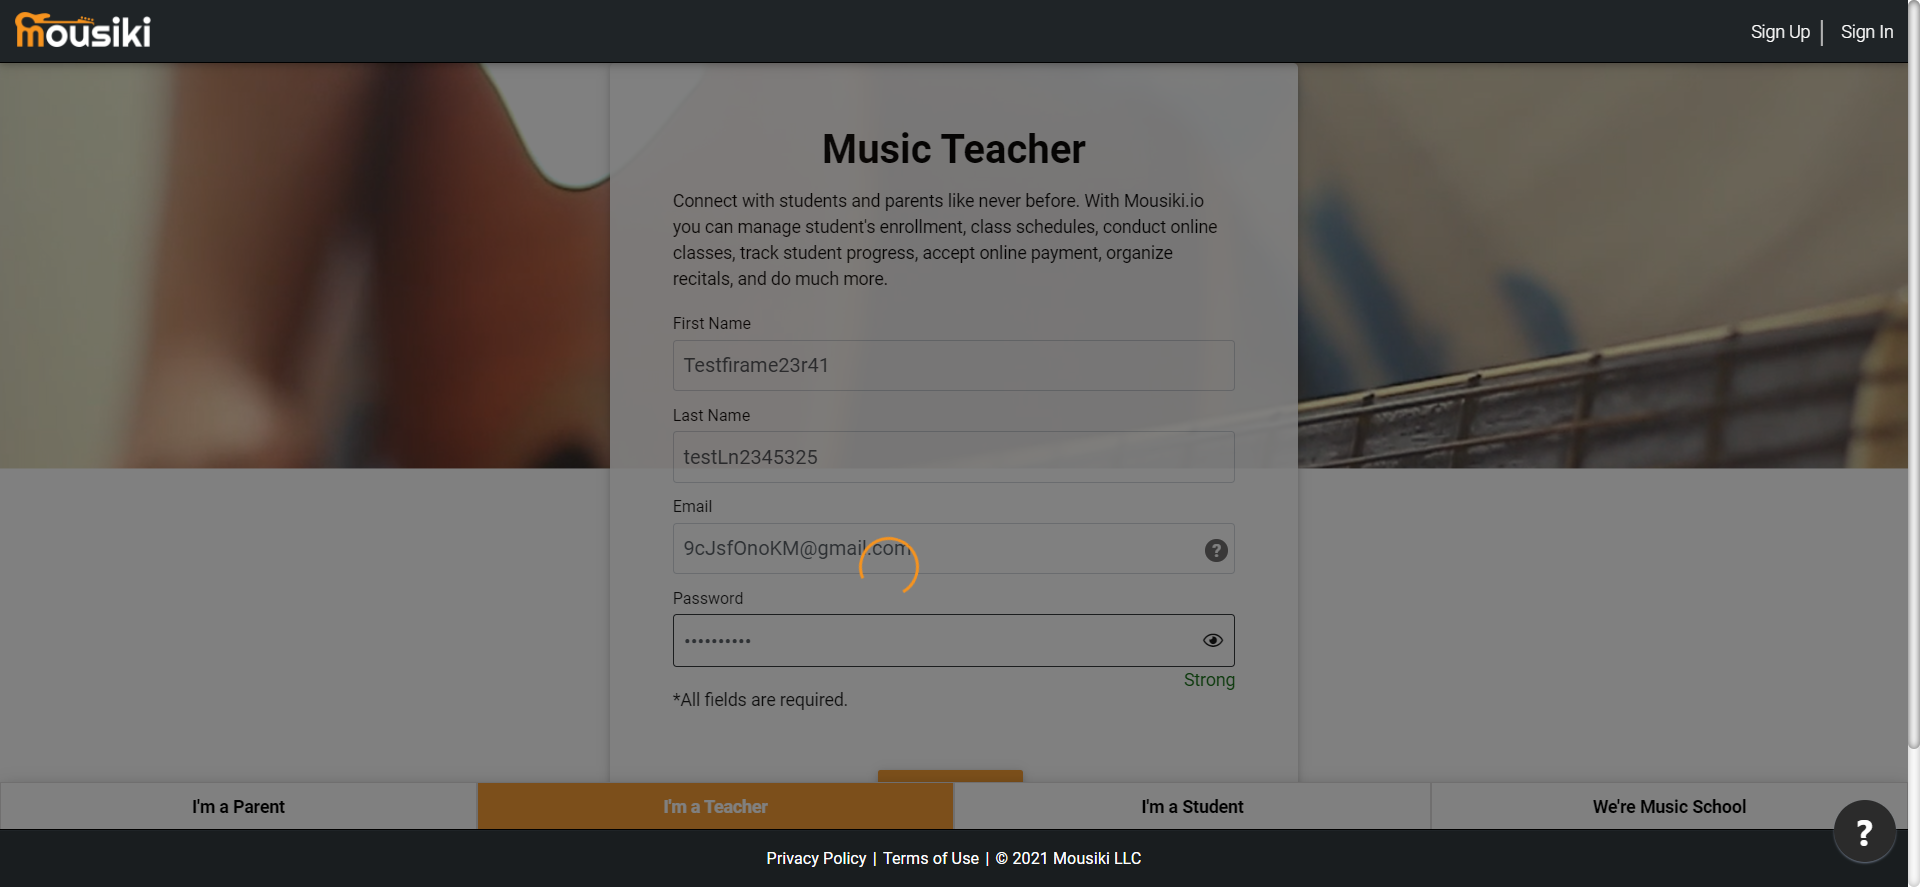 mousiki
Sign Up | Sign In
Music Teacher
Connect with students and parents like never before. With Mousiki.io
you can manage student's enrollment, class schedules, conduct online
classes, track student progress, accept online payment, organize
recitals, and do much more.
First Name
Testfirame23r41
Last Name
testLn2345325
Email
9cJsfOnoKM@gmail.com
?
Password
••••••••••
Strong
*All fields are required.
I'm a Parent
I'm a Teacher
I'm a Student
We're Music School
?
Privacy Policy | Terms of Use | © 2021 Mousiki LLC